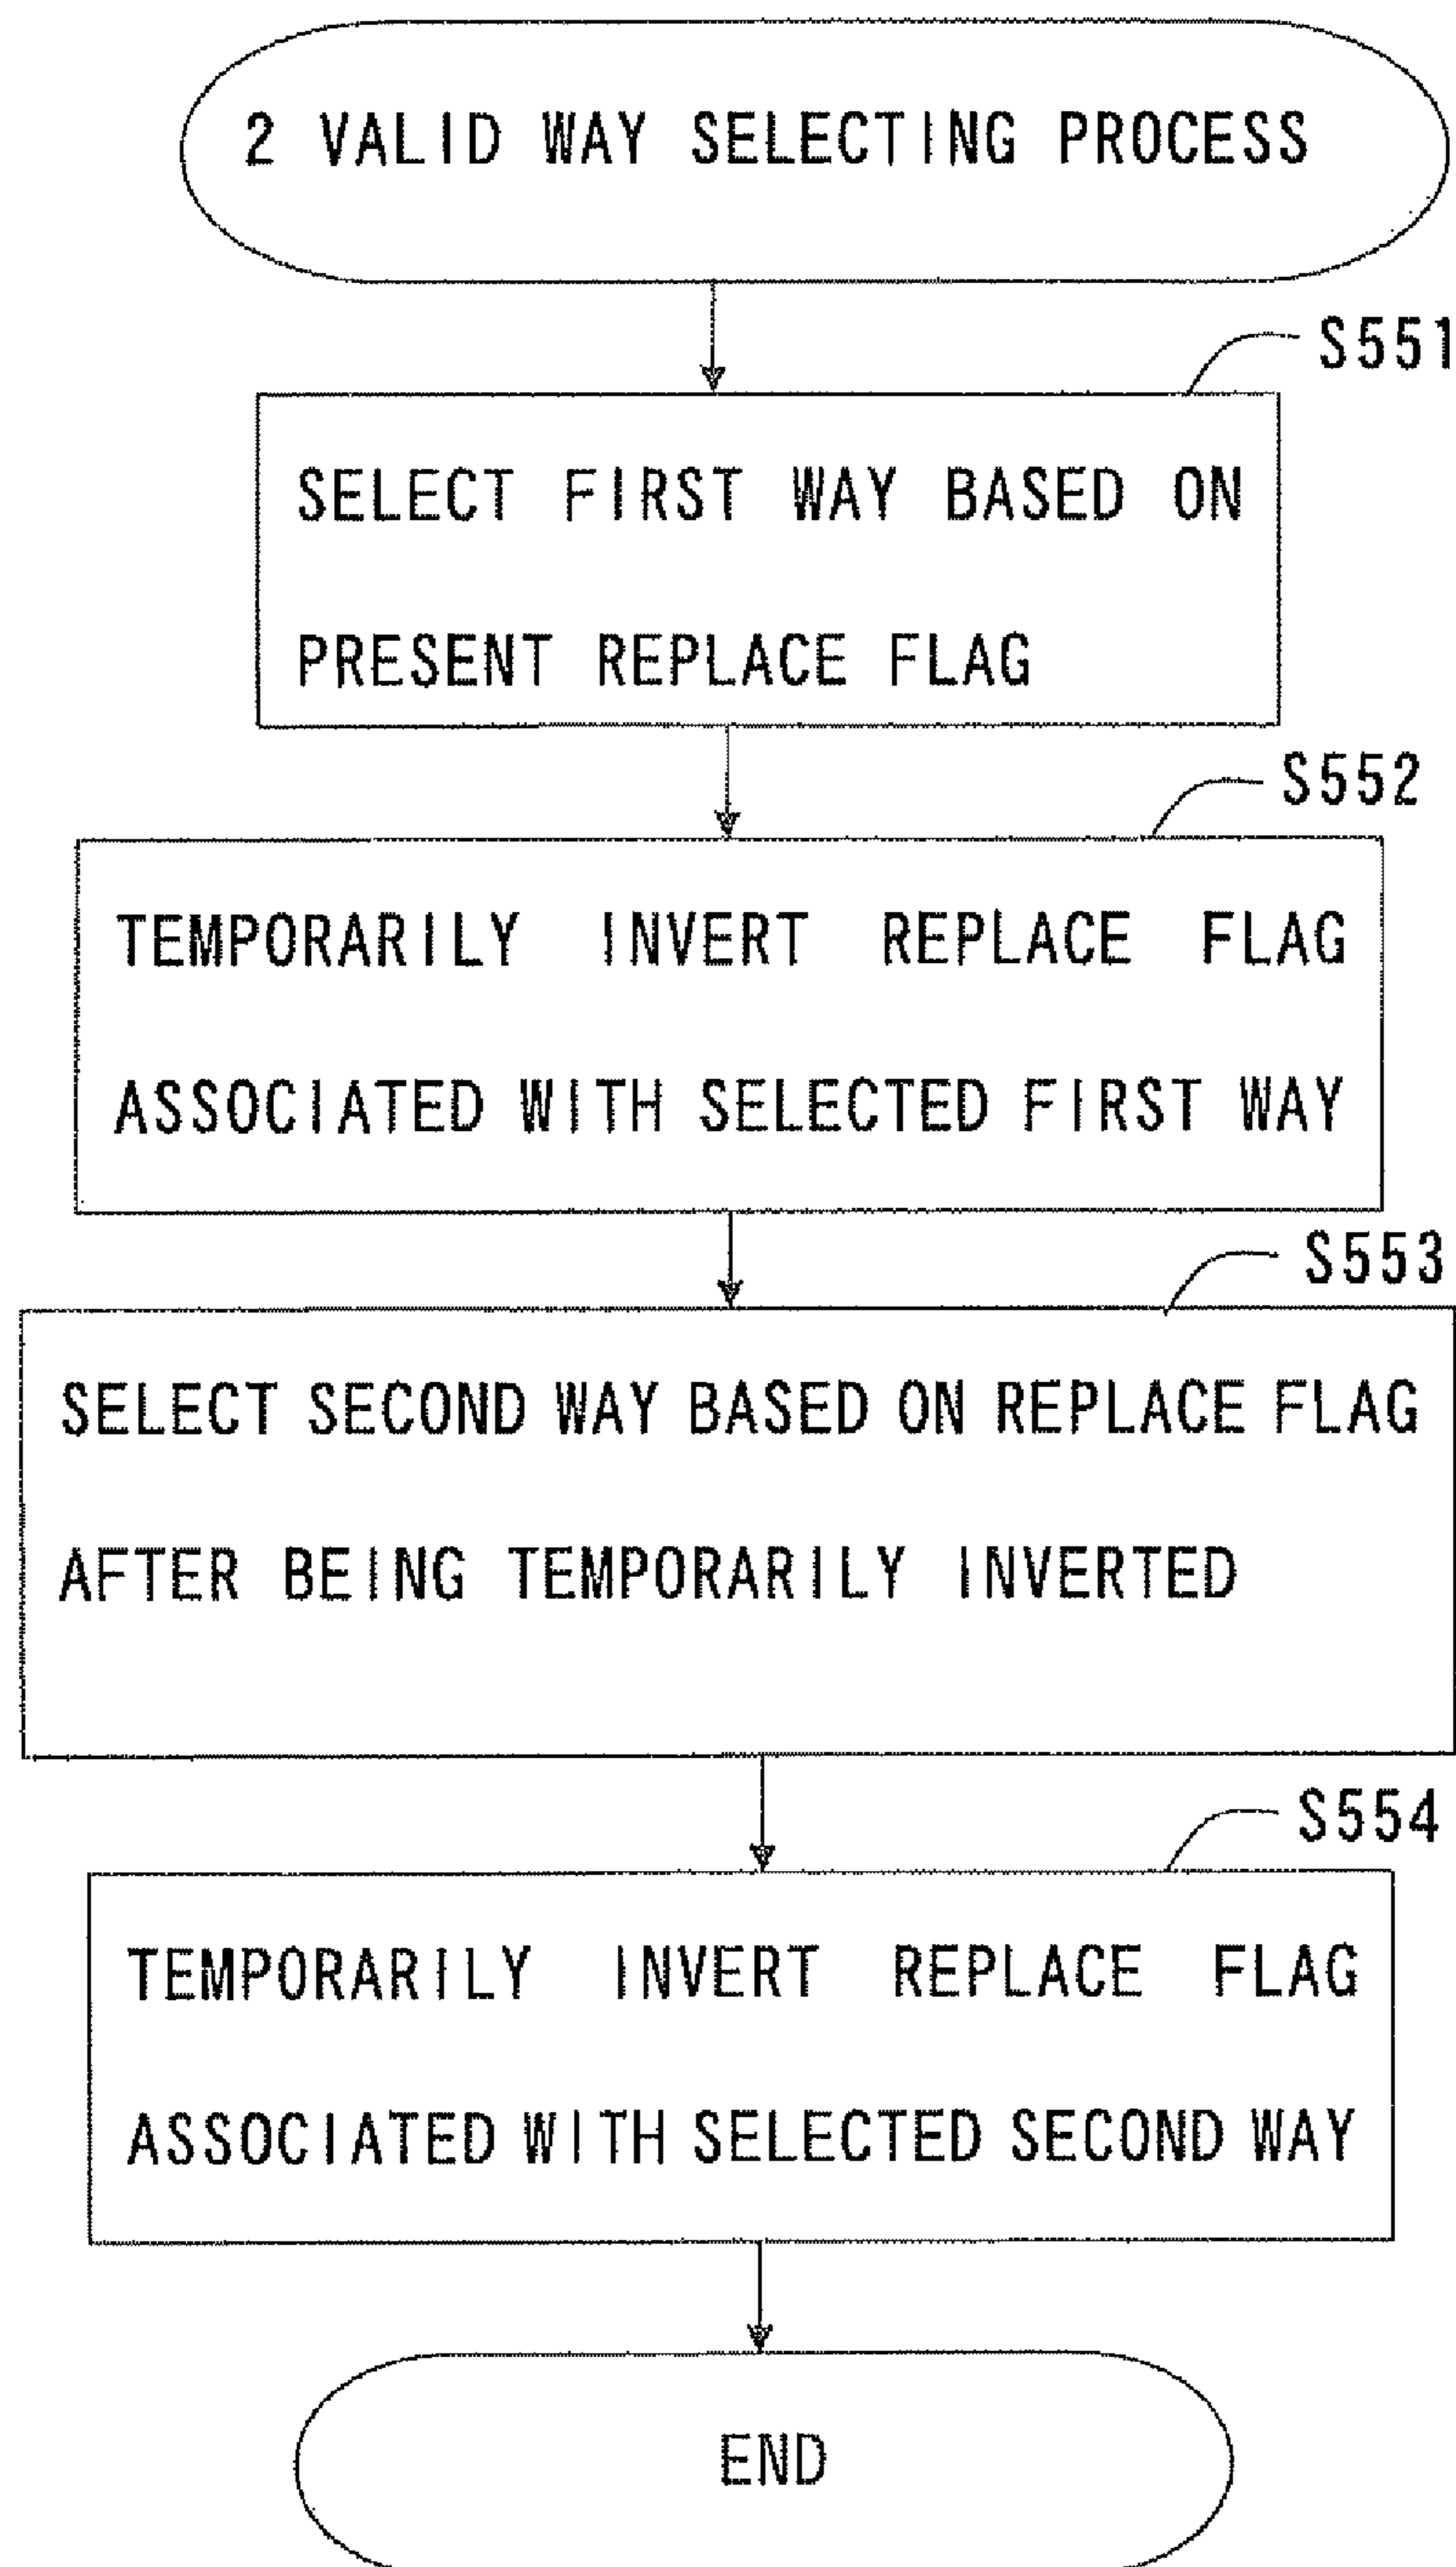 2 VALID WAY SELECTING PROCESS
S551
SELECT FIRST WAY BASED ON
PRESENT REPLACE FLAG
S552
TEMPORARILY INVERT REPLACE FLAG
ASSOCIATED WITH SELECTED FIRST WAY
S553
SELECT SECOND WAY BASED ON REPLACE FLAG
AFTER BEING TEMPORARILY INVERTED
S554
TEMPORARILY INVERT REPLACE FLAG
ASSOCIATED WITH SELECTED SECOND WAY
END